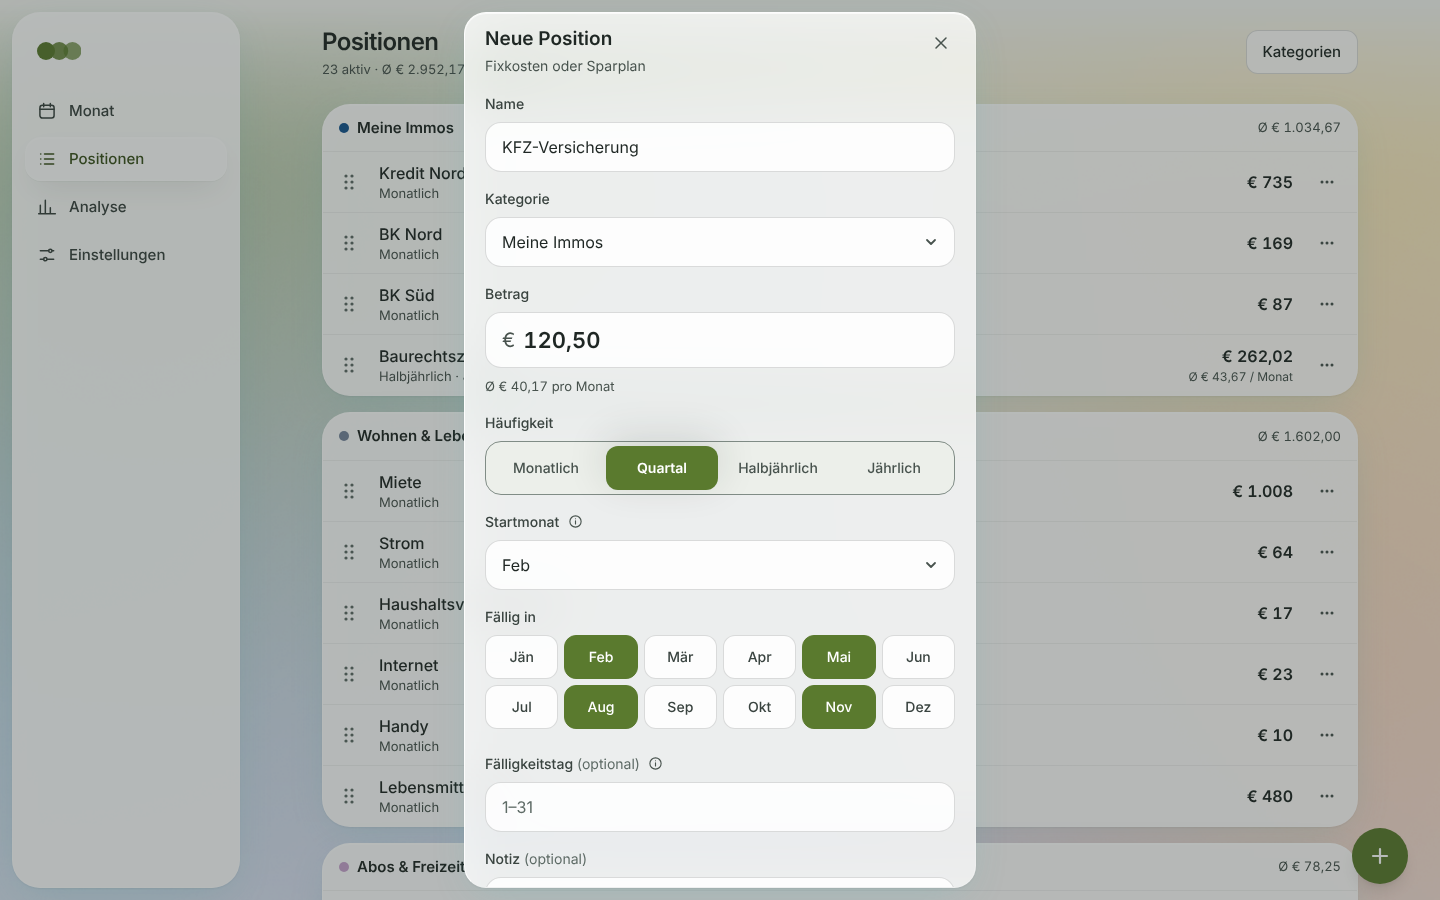 Monat
Positionen
Analyse
Einstellungen
Positionen
23 aktiv · Ø € 2.952,17
Kategorien
Meine Immos
Ø € 1.034,67
Kredit Nord
Monatlich
€ 735
BK Nord
Monatlich
€ 169
BK Süd
Monatlich
€ 87
Halbjährlich ·
€ 262,02
Ø € 43,67 / Monat
Wohnen &
Ø € 1.602,00
Miete
Monatlich
€ 1.008
Strom
Monatlich
€ 64
Monatlich
€ 17
Internet
Monatlich
€ 23
Handy
Monatlich
€ 10
Monatlich
€ 480
Abos & Freizeit
Ø € 78,25
Neue Position
Fixkosten oder Sparplan
Name
KFZ-Versicherung
Kategorie
Meine Immos
Betrag
€ 120,50
Ø € 40,17 pro Monat
Häufigkeit
Monatlich Quartal Halbjährlich Jährlich
Startmonat
Feb
Fällig in
Jän Feb Mär Apr Mai Jun
Jul Aug Sep Okt Nov Dez
Fälligkeitstag (optional)
1–31
Notiz (optional)